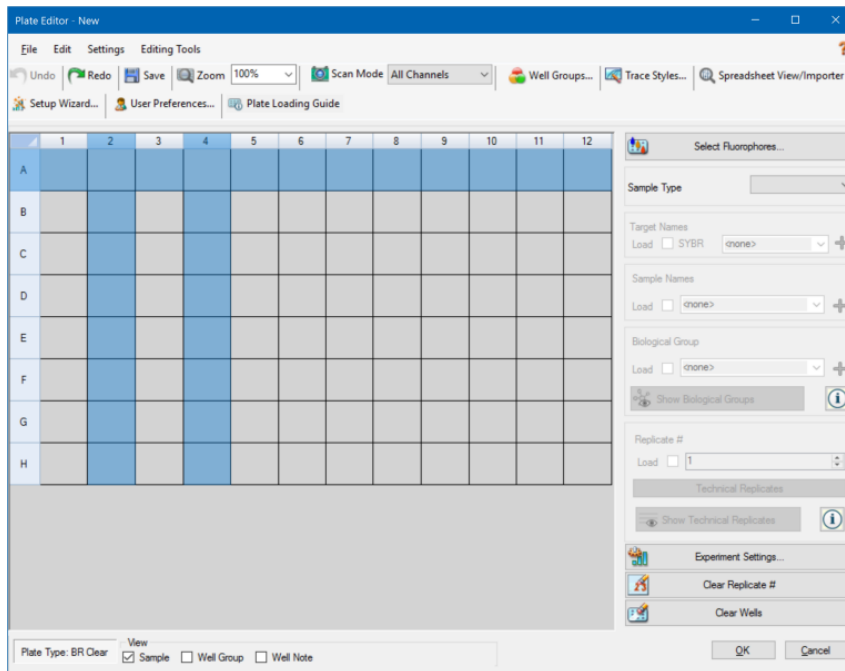 Plate Editor - New
File Edit Settings Editing Tools
Undo Redo Save Zoom 100% Scan Mode All Channels Well Groups... Trace Styles... Spreadsheet View/Importer
Setup Wizard... User Preferences... Plate Loading Guide
1 2 3 4 5 6 7 8 9 10 11 12
A
B
C
D
E
F
G
H
Select Fluorophores...
Sample Type
Target Names
Load SYBR <none>
Sample Names
Load <none>
Biological Group
Load <none>
Show Biological Groups
Replicate #
Load 1
Technical Replicates
Show Technical Replicates
Experiment Settings...
Clear Replicate #
Clear Wells
Plate Type: BR Clear
View
Sample Well Group Well Note
OK Cancel